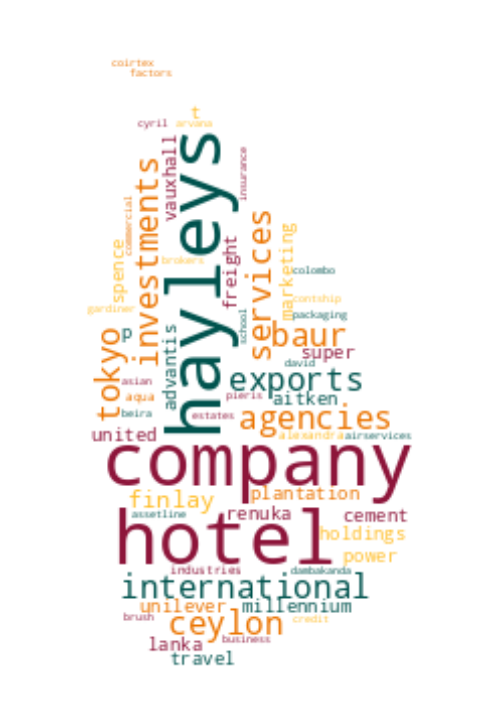 coirtex
factors
t
cyril
arvana
hayleys
vauxhall
investments
insurance
commercial
services
marketing
spence
freight
brokers
colombo
contship
gardiner
packaging
school
advantis
p
baur
tokyo
super
david
exports
asian
aqua
pieris
aitken
beira
estates
agencies
united
alexandra
airservices
company
plantation
finlay
assetline
renuka
cement
hotel
holdings
power
industries
dambakanda
international
unilever
millennium
brush
ceylon
credit
lanka
business
travel